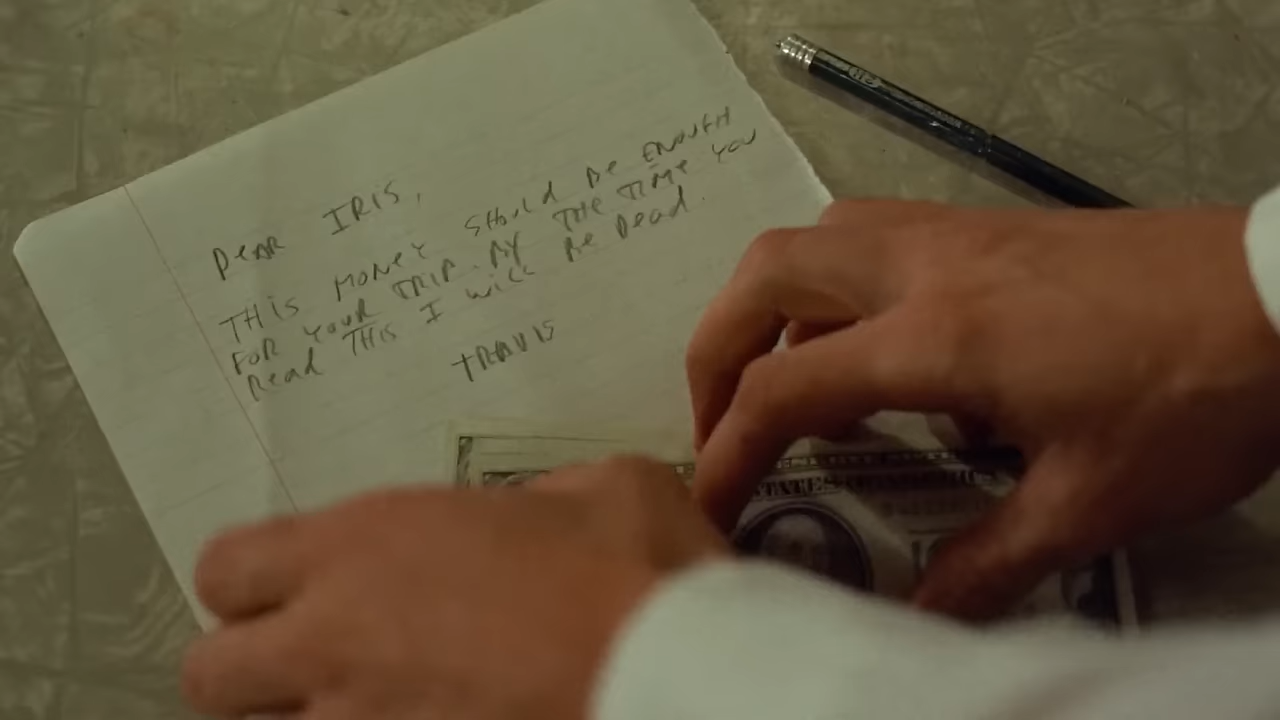 DEAR IRIS,
THIS MONEY SHOULD BE ENOUGH
FOR YOUR TRIP. BY THE TIME YOU
READ THIS I WILL BE DEAD.
TRAVIS
STATES